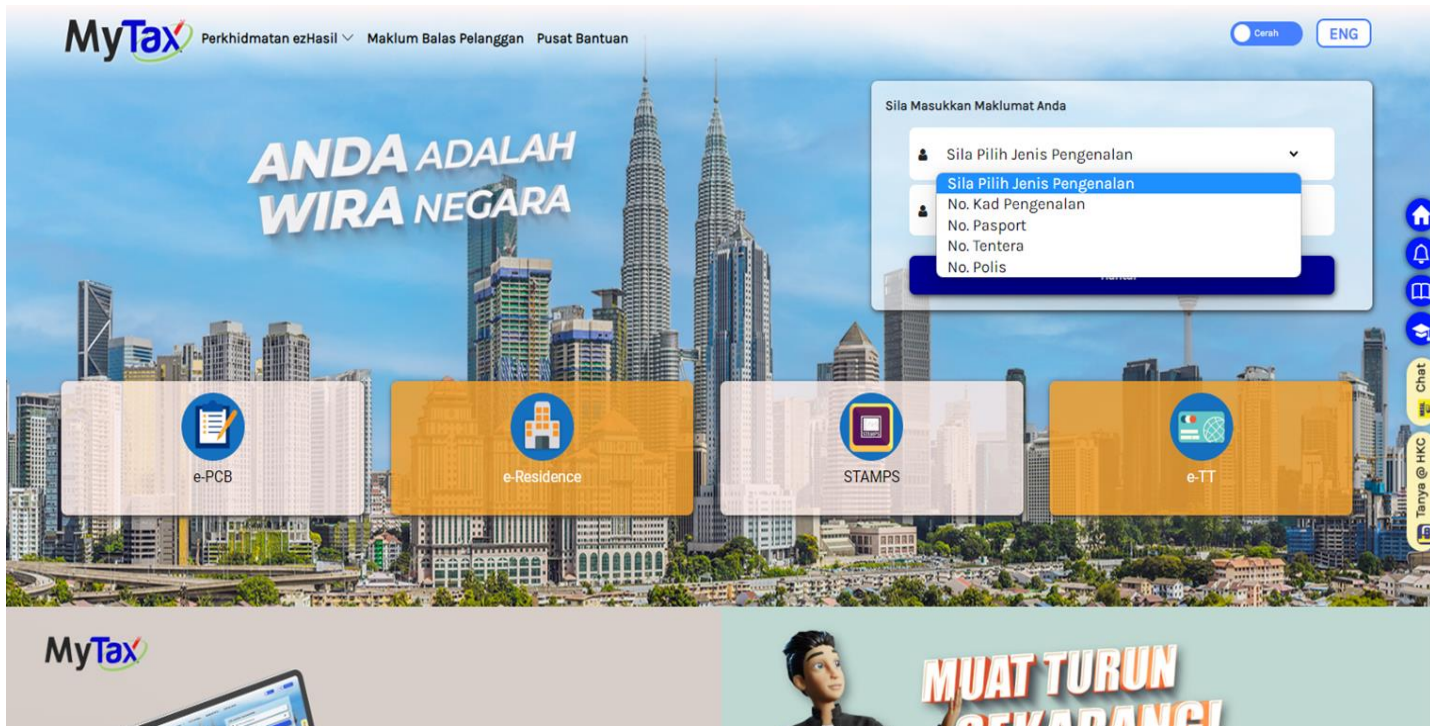 MyTax
Perkhidmatan ezHasil Maklum Balas Pelanggan Pusat Bantuan
Cerah
ENG
ANDA ADALAH
WIRA NEGARA
Sila Masukkan Maklumat Anda
Sila Pilih Jenis Pengenalan
Sila Pilih Jenis Pengenalan
No. Kad Pengenalan
No. Pasport
No. Tentera
No. Polis
Chat
Tanya @ HKC
e-PCB
e-Residence
STAMPS
e-TT
MyTax
MUAT TURUN
SEKARANG!